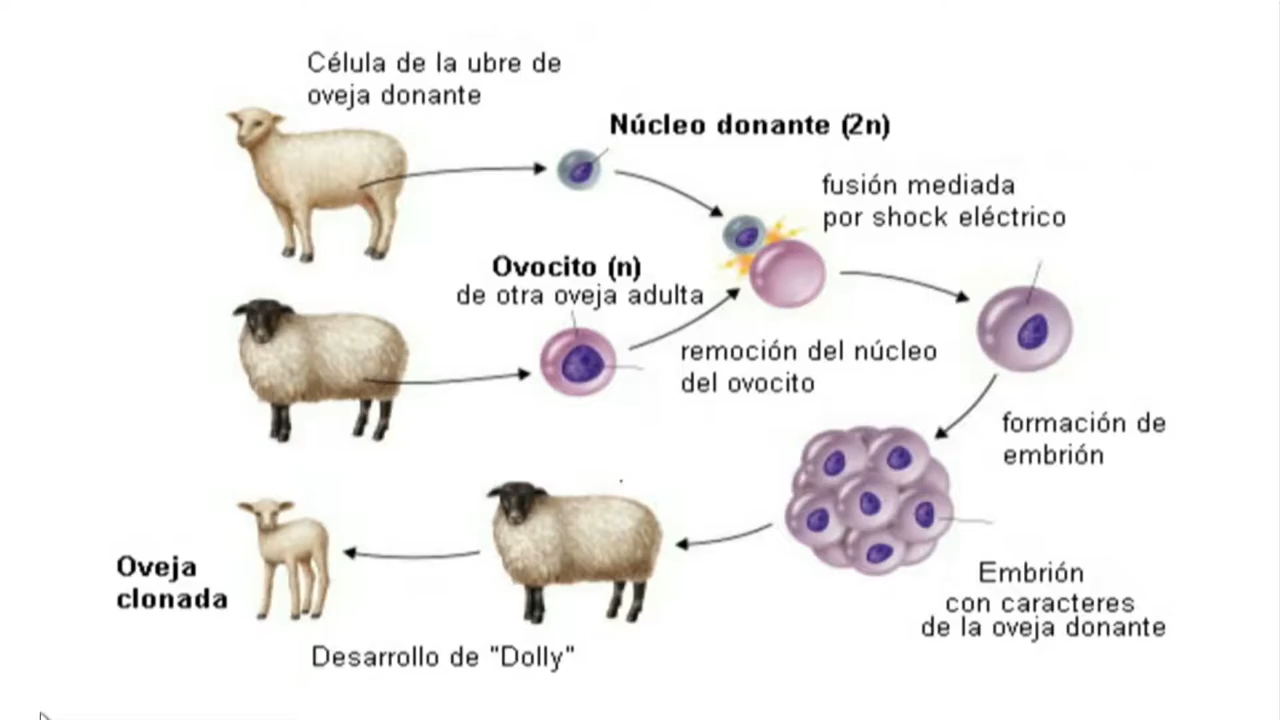 Célula de la ubre de
oveja donante
Núcleo donante (2n)
fusión mediada
por shock eléctrico
Ovocito (n)
de otra oveja adulta
remoción del núcleo
del ovocito
formación de
embrión
Embrión
con caracteres
de la oveja donante
Oveja
clonada
Desarrollo de "Dolly"